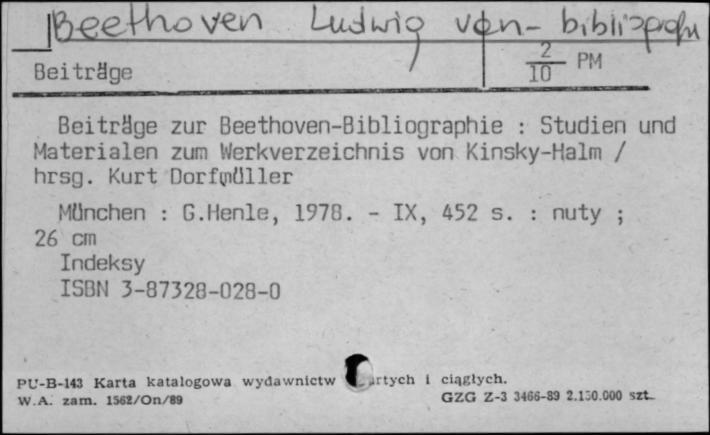 Beethoven Ludwig van - bibliografia
Beiträge
2/10 PM
Beiträge zur Beethoven-Bibliographie : Studien und
Materialen zum Werkverzeichnis von Kinsky-Halm /
hrsg. Kurt Dorfmüller
München : G.Henle, 1978. - IX, 452 s. : nuty ;
26 cm
Indeksy
ISBN 3-87328-028-0
PU-B-143 Karta katalogowa wydawnictw i ciągłych.
W.A. zam. 1562/On/89 GZG Z-3 3466-89 2.150.000 szt.